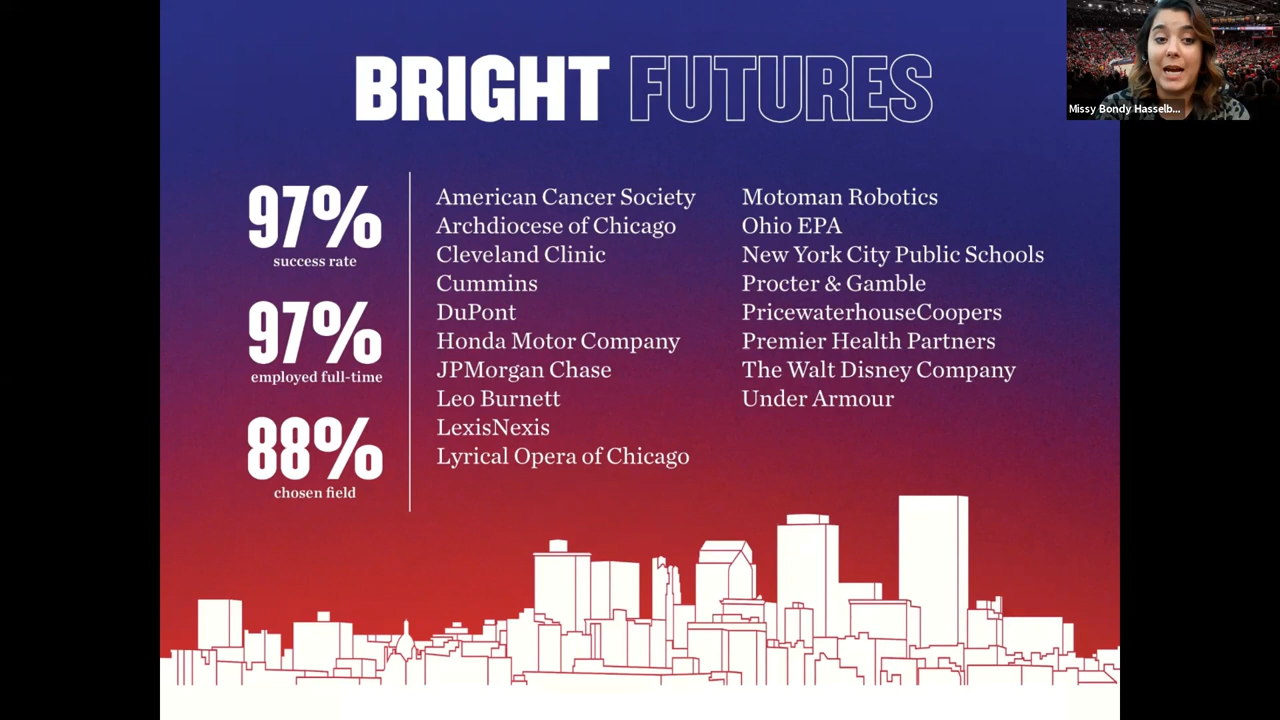 BRIGHT FUTURES
97%
success rate
97%
employed full-time
88%
chosen field
American Cancer Society
Archdiocese of Chicago
Cleveland Clinic
Cummins
DuPont
Honda Motor Company
JPMorgan Chase
Leo Burnett
LexisNexis
Lyrical Opera of Chicago
Motoman Robotics
Ohio EPA
New York City Public Schools
Procter & Gamble
PricewaterhouseCoopers
Premier Health Partners
The Walt Disney Company
Under Armour
Missy Bondy Hasselb...